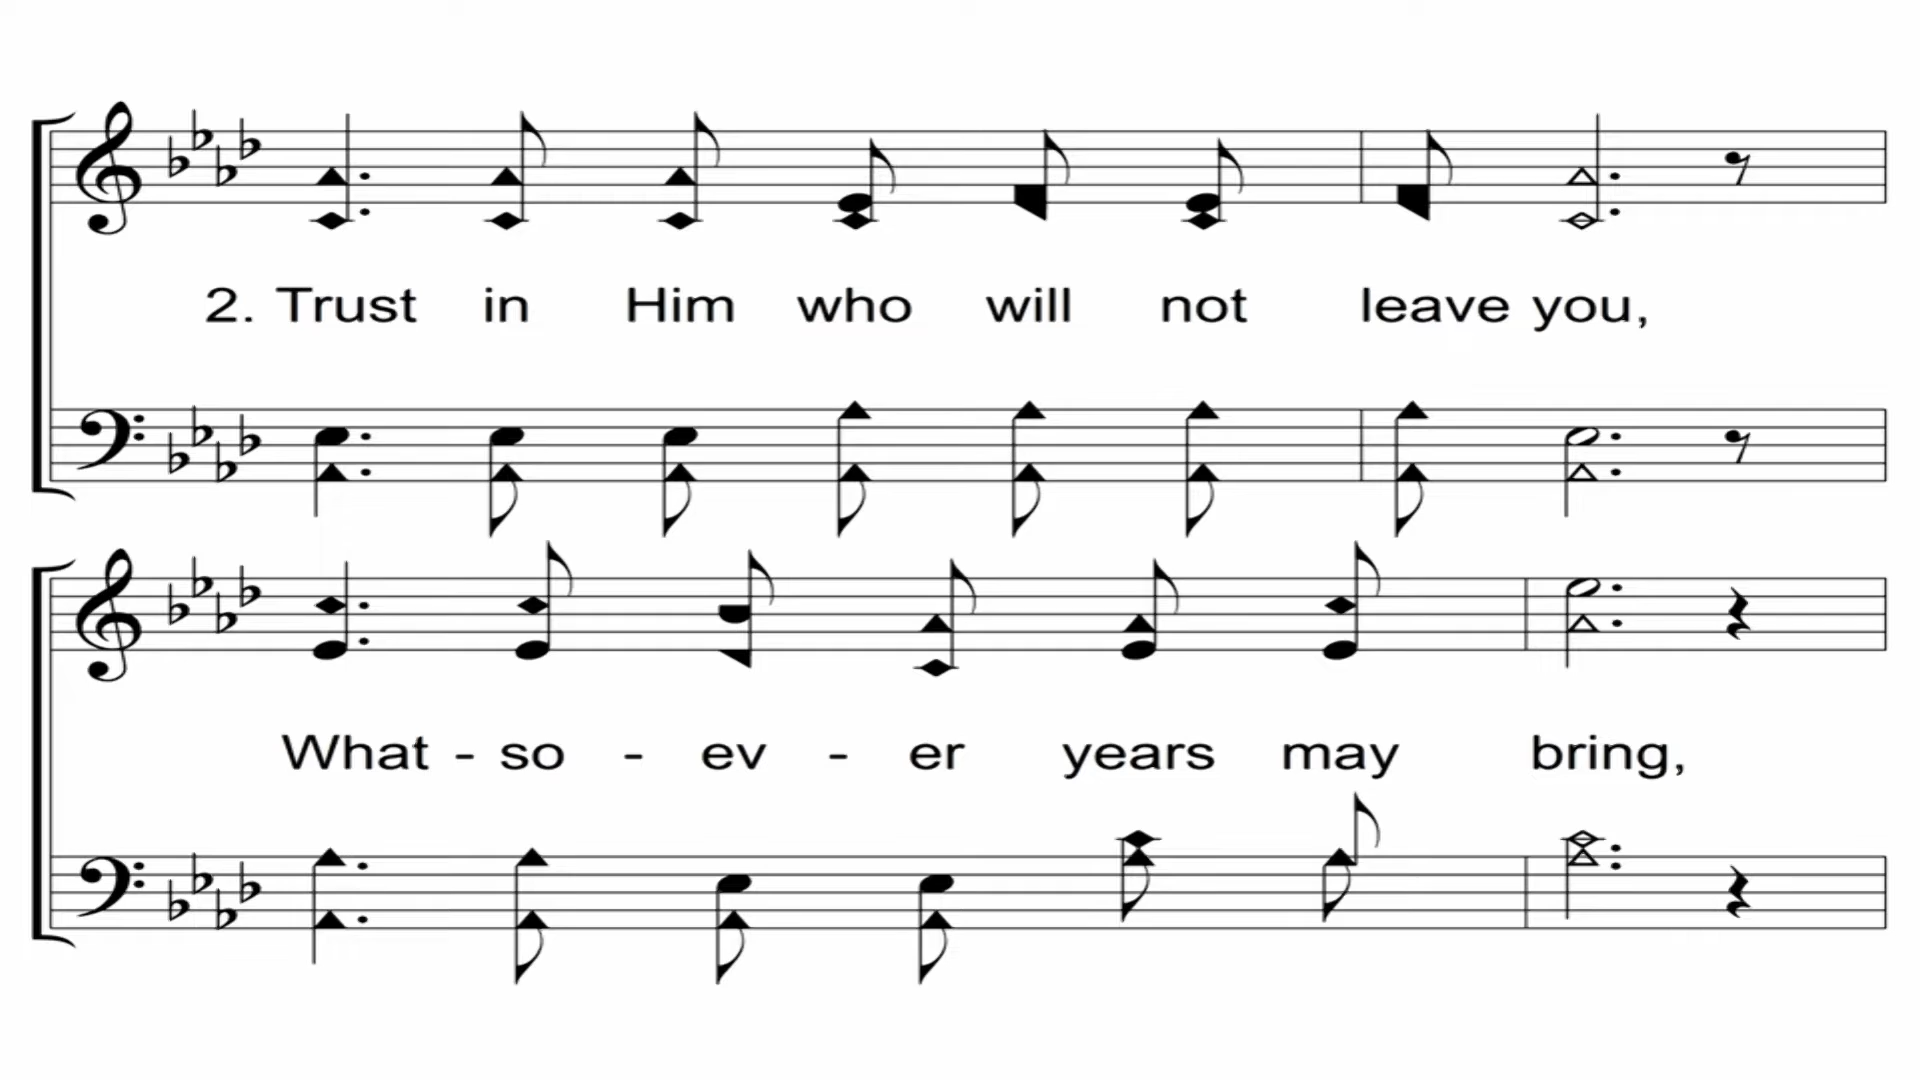 2. Trust in Him who will not leave you,
What - so - ev - er years may bring,